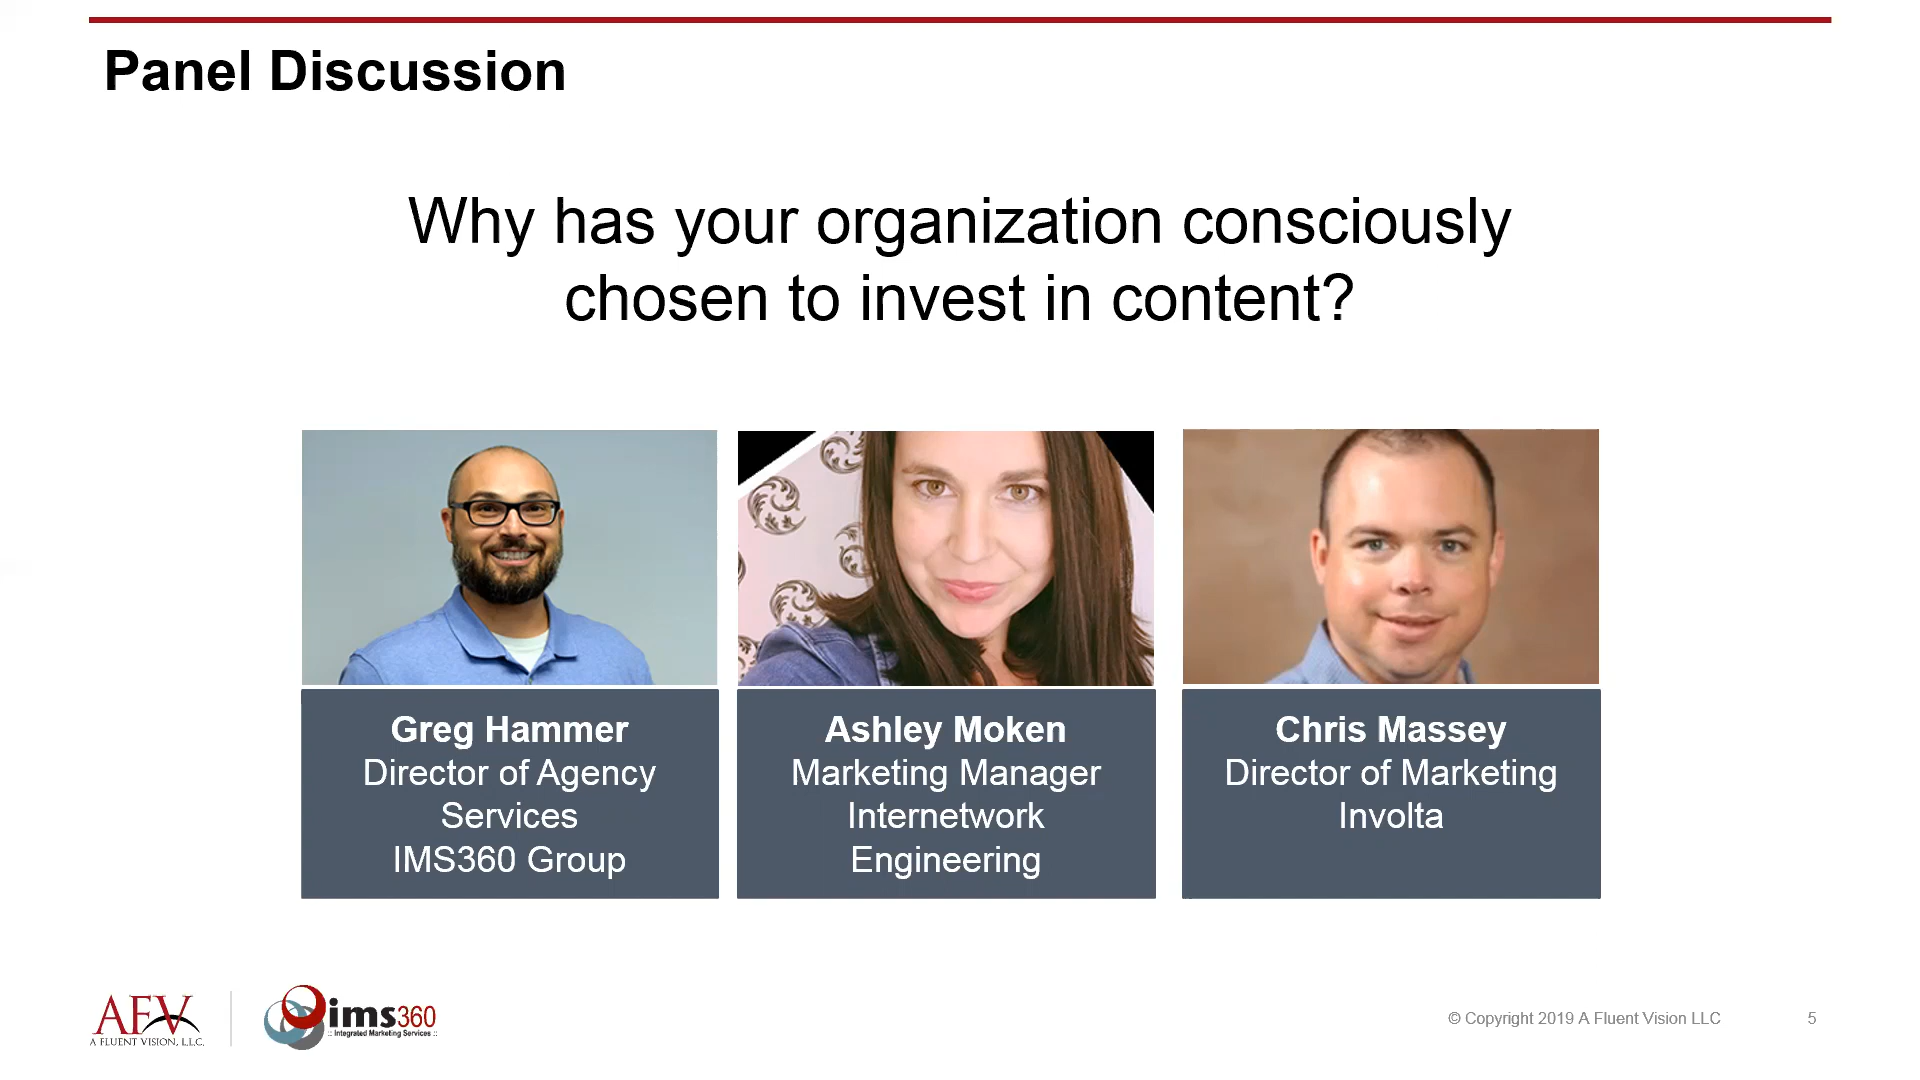 Panel Discussion
Why has your organization consciously
chosen to invest in content?
Greg Hammer
Director of Agency
Services
IMS360 Group
Ashley Moken
Marketing Manager
Internetwork
Engineering
Chris Massey
Director of Marketing
Involta
AFV
A FLUENT VISION, L.L.C.
ims360
:: Integrated Marketing Services ::
© Copyright 2019 A Fluent Vision LLC
5